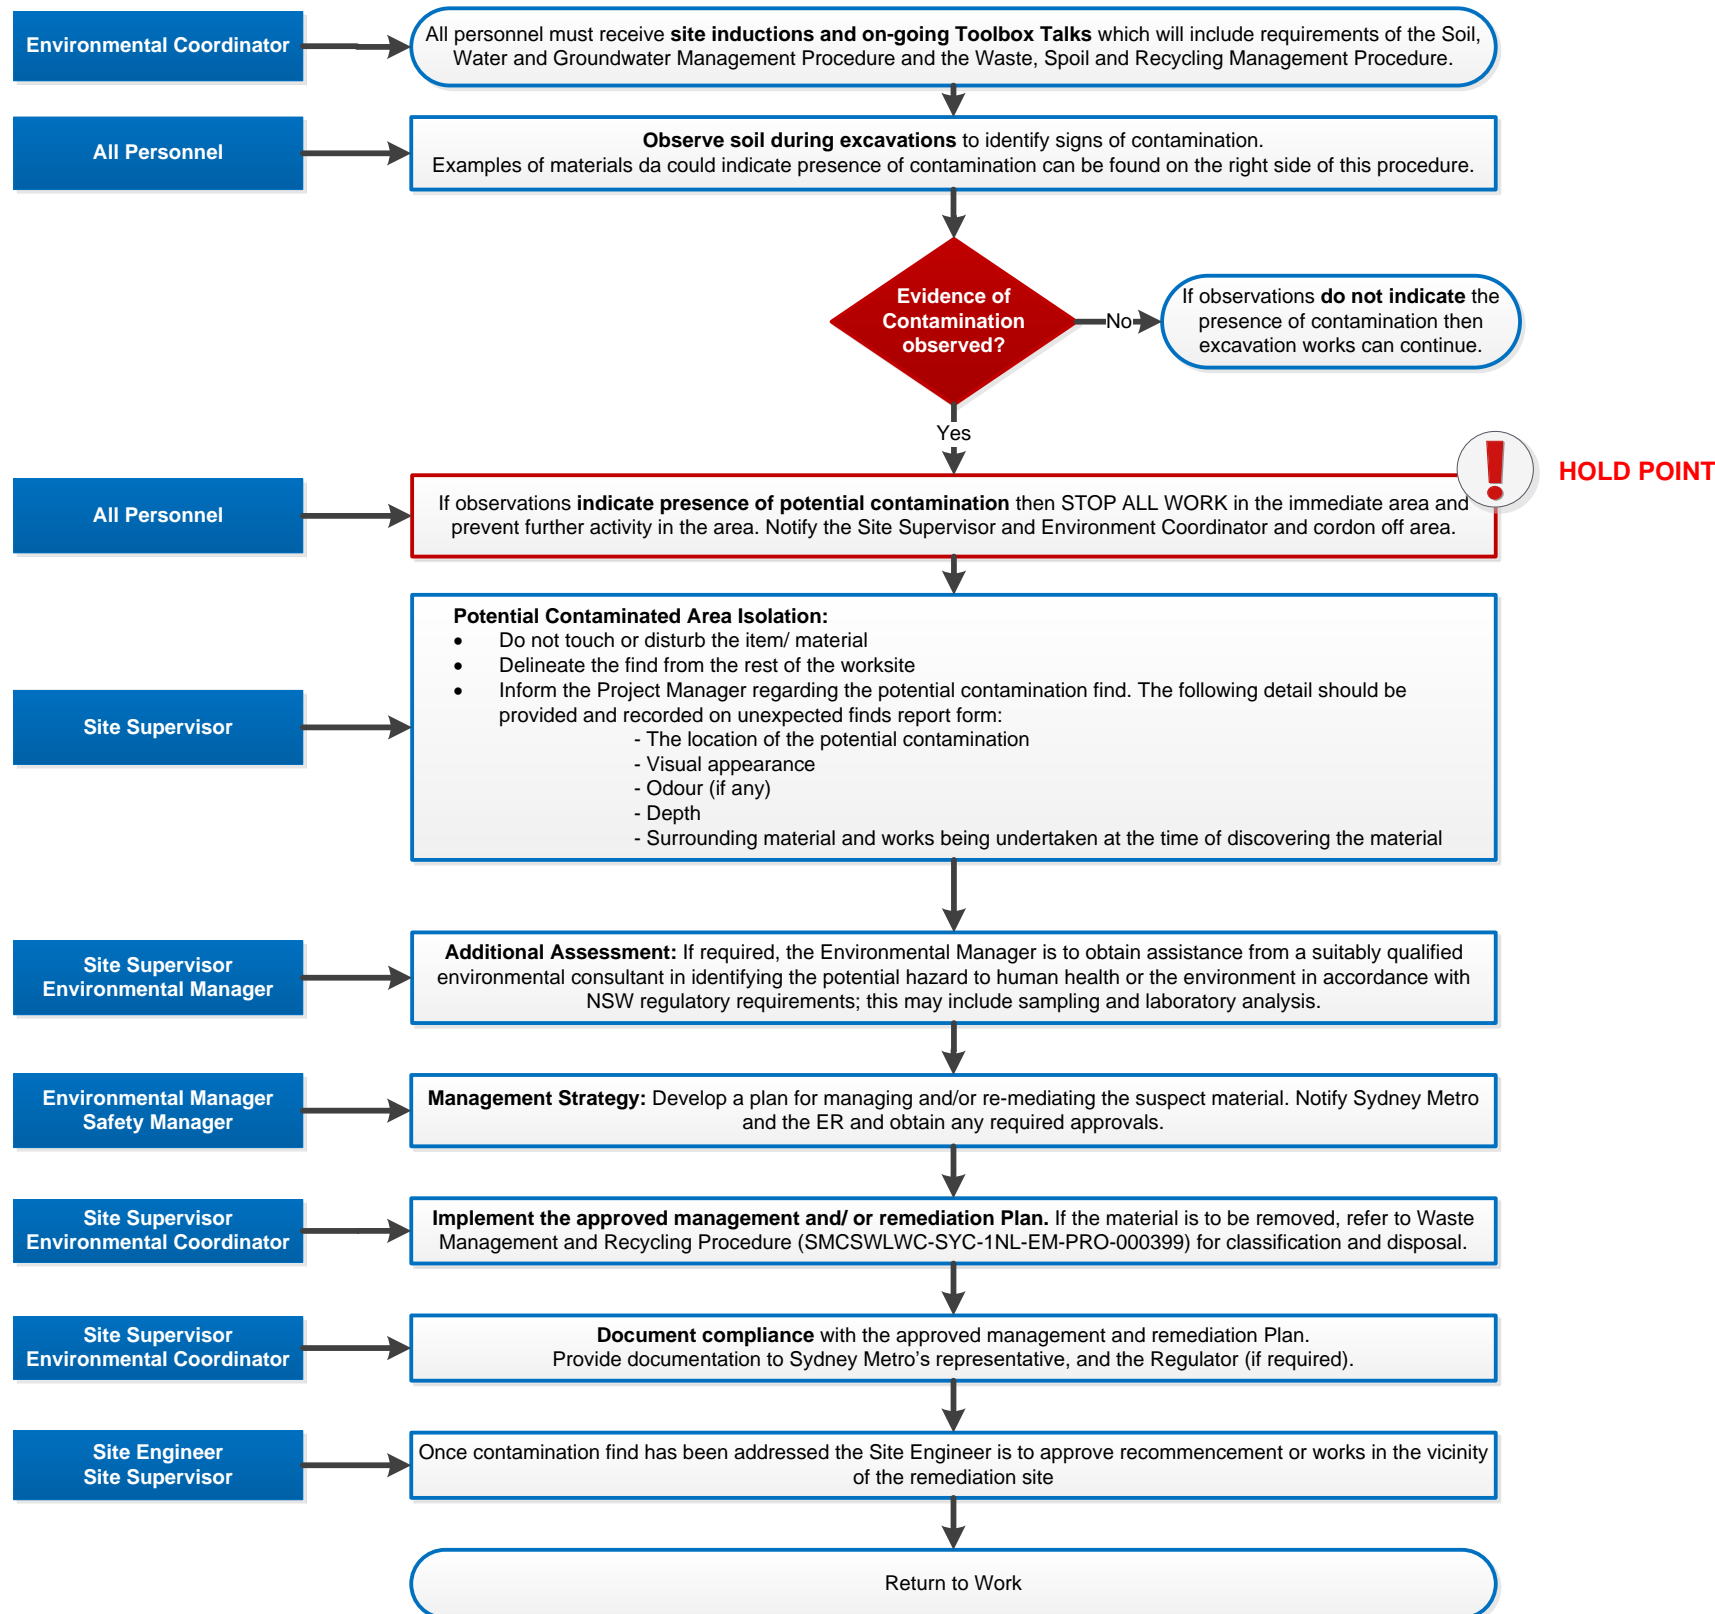 Environmental Coordinator
All personnel must receive site inductions and on-going Toolbox Talks which will include requirements of the Soil,
Water and Groundwater Management Procedure and the Waste, Spoil and Recycling Management Procedure.
All Personnel
Observe soil during excavations to identify signs of contamination.
Examples of materials da could indicate presence of contamination can be found on the right side of this procedure.
Evidence of
Contamination
observed?
No
If observations do not indicate the
presence of contamination then
excavation works can continue.
Yes
HOLD POINT
All Personnel
If observations indicate presence of potential contamination then STOP ALL WORK in the immediate area and
prevent further activity in the area. Notify the Site Supervisor and Environment Coordinator and cordon off area.
Site Supervisor
Potential Contaminated Area Isolation:
• Do not touch or disturb the item/ material
• Delineate the find from the rest of the worksite
• Inform the Project Manager regarding the potential contamination find. The following detail should be
provided and recorded on unexpected finds report form:
- The location of the potential contamination
- Visual appearance
- Odour (if any)
- Depth
- Surrounding material and works being undertaken at the time of discovering the material
Site Supervisor
Environmental Manager
Additional Assessment: If required, the Environmental Manager is to obtain assistance from a suitably qualified
environmental consultant in identifying the potential hazard to human health or the environment in accordance with
NSW regulatory requirements; this may include sampling and laboratory analysis.
Environmental Manager
Safety Manager
Management Strategy: Develop a plan for managing and/or re-mediating the suspect material. Notify Sydney Metro
and the ER and obtain any required approvals.
Site Supervisor
Environmental Coordinator
Implement the approved management and/ or remediation Plan. If the material is to be removed, refer to Waste
Management and Recycling Procedure (SMCSWLWC-SYC-1NL-EM-PRO-000399) for classification and disposal.
Site Supervisor
Environmental Coordinator
Document compliance with the approved management and remediation Plan.
Provide documentation to Sydney Metro’s representative, and the Regulator (if required).
Site Engineer
Site Supervisor
Once contamination find has been addressed the Site Engineer is to approve recommencement or works in the vicinity
of the remediation site
Return to Work